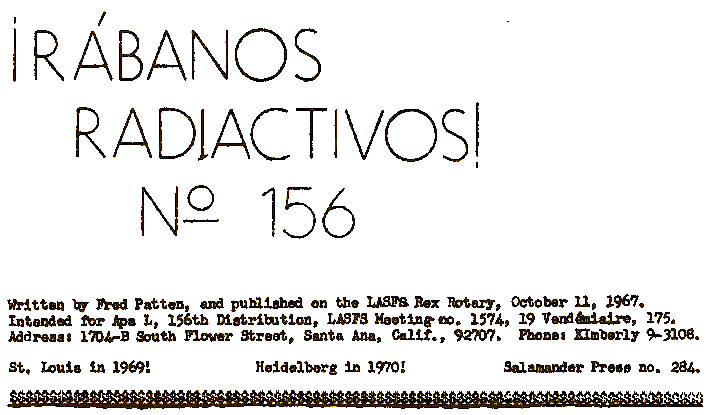 ¡RÁBANOS
RADIACTIVOS!
Nº 156
Written by Fred Patten, and published on the LASFS Rex Rotary, October 11, 1967.
Intended for Apa L, 156th Distribution, LASFS Meeting no. 1574, 19 Vendémiaire, 175.
Address: 1704-B South Flower Street, Santa Ana, Calif., 92707. Phone: KImberly 9-3108.
St. Louis in 1969! Heidelberg in 1970! Salamander Press no. 284.